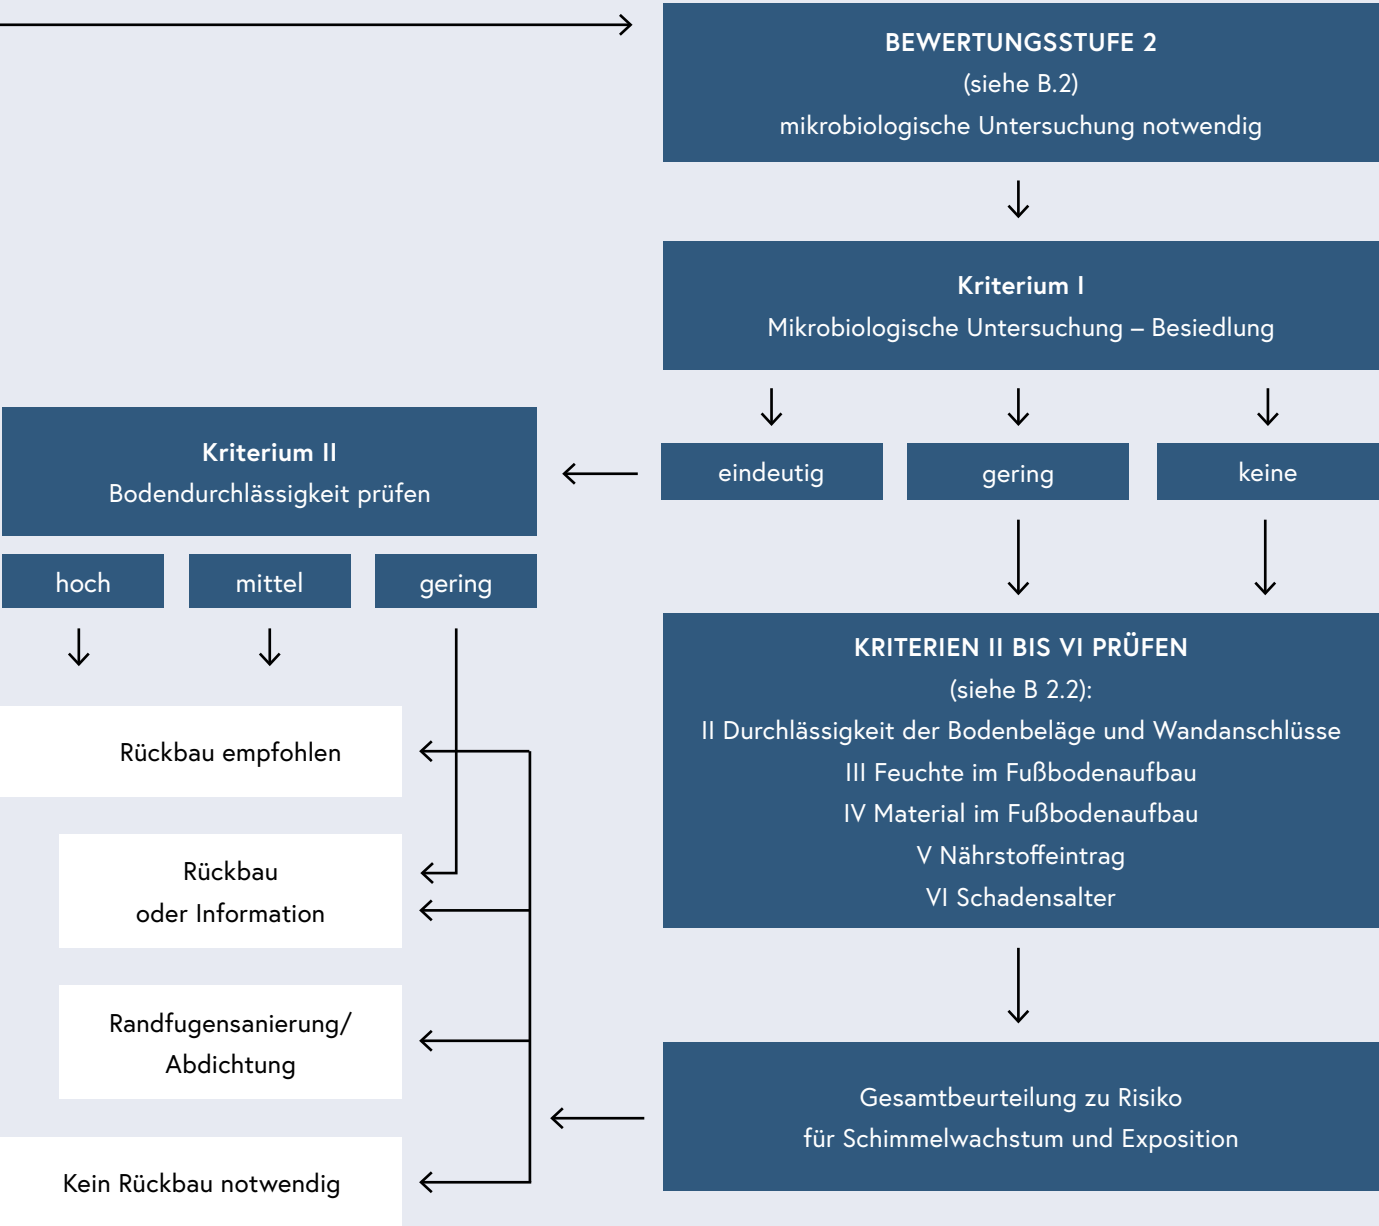 BEWERTUNGSSTUFE 2
(siehe B.2)
mikrobiologische Untersuchung notwendig
Kriterium I
Mikrobiologische Untersuchung – Besiedlung
eindeutig
gering
keine
Kriterium II
Bodendurchlässigkeit prüfen
hoch
mittel
gering
KRITERIEN II BIS VI PRÜFEN
(siehe B 2.2):
II Durchlässigkeit der Bodenbeläge und Wandanschlüsse
III Feuchte im Fußbodenaufbau
IV Material im Fußbodenaufbau
V Nährstoffeintrag
VI Schadensalter
Gesamtbeurteilung zu Risiko
für Schimmelwachstum und Exposition
Rückbau empfohlen
Rückbau
oder Information
Randfugensanierung/
Abdichtung
Kein Rückbau notwendig